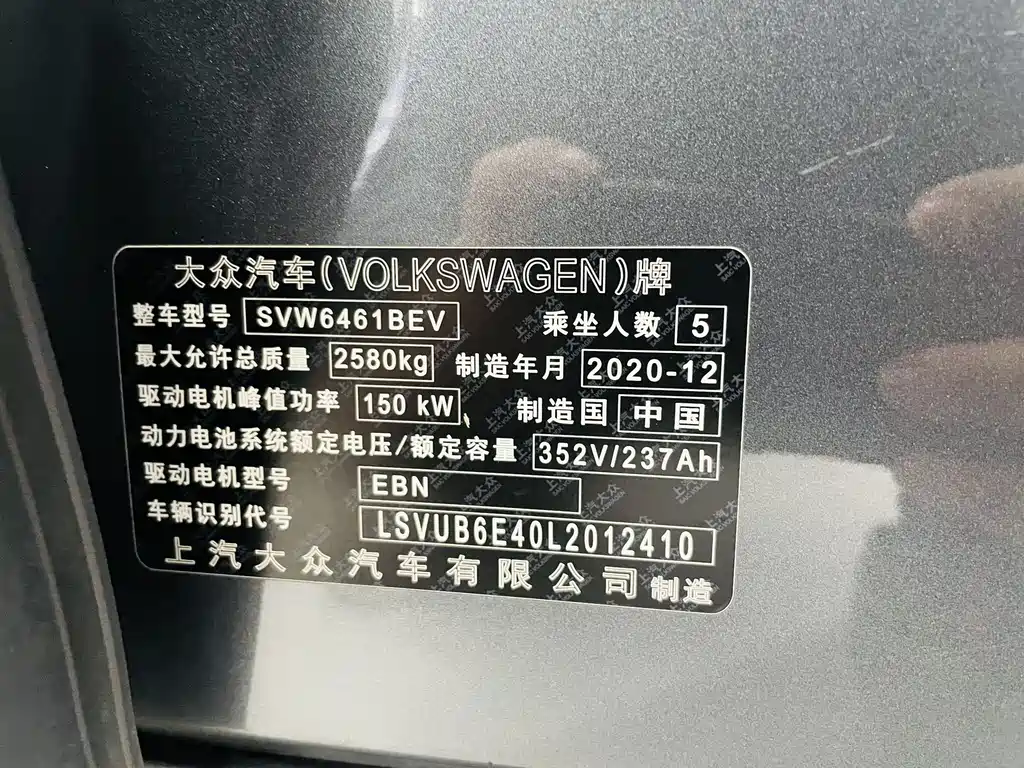 大众汽车(VOLKSWAGEN)牌
整车型号 SVW6461BEV 乘坐人数 5
最大允许总质量 2580kg 制造年月 2020-12
驱动电机峰值功率 150 kW 制造国 中国
动力电池系统额定电压/额定容量 352V/237Ah
驱动电机型号 EBN
车辆识别代号 LSVUB6E40L2012410
上汽大众汽车有限公司 制造